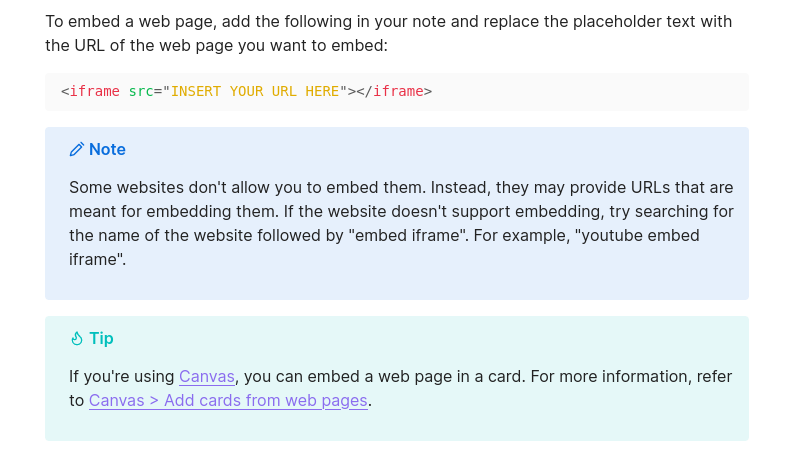 To embed a web page, add the following in your note and replace the placeholder text with
the URL of the web page you want to embed:
<iframe src="INSERT YOUR URL HERE"></iframe>
Note
Some websites don't allow you to embed them. Instead, they may provide URLs that are
meant for embedding them. If the website doesn't support embedding, try searching for
the name of the website followed by "embed iframe". For example, "youtube embed
iframe".
Tip
If you're using Canvas, you can embed a web page in a card. For more information, refer
to Canvas > Add cards from web pages.